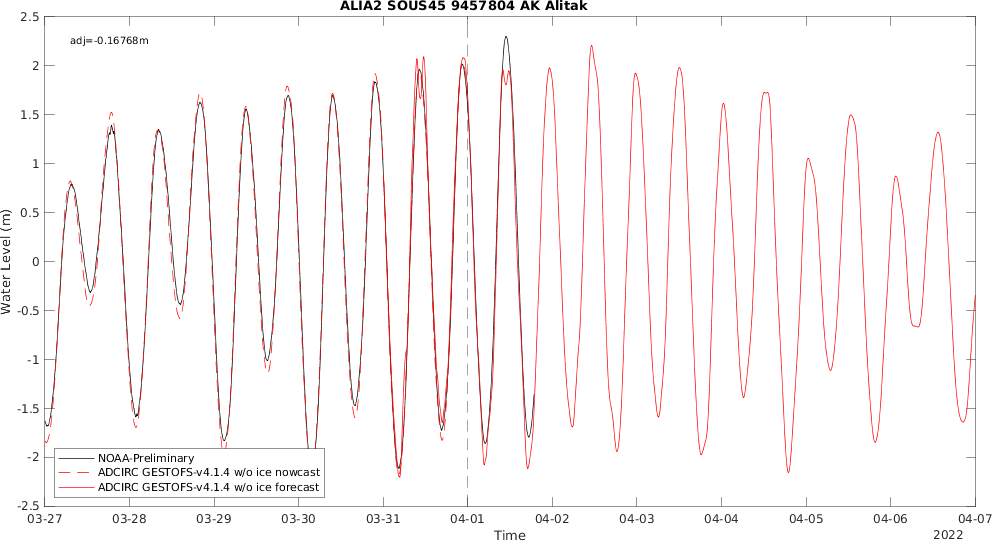 ALIA2 SOUS45 9457804 AK Alitak
adj=-0.16768m
2.5
2
1.5
1
0.5
0
-0.5
-1
-1.5
-2
-2.5
Water Level (m)
NOAA-Preliminary
ADCIRC GESTOFS-v4.1.4 w/o ice nowcast
ADCIRC GESTOFS-v4.1.4 w/o ice forecast
03-27 03-28 03-29 03-30 03-31 04-01 04-02 04-03 04-04 04-05 04-06 04-07
Time
2022